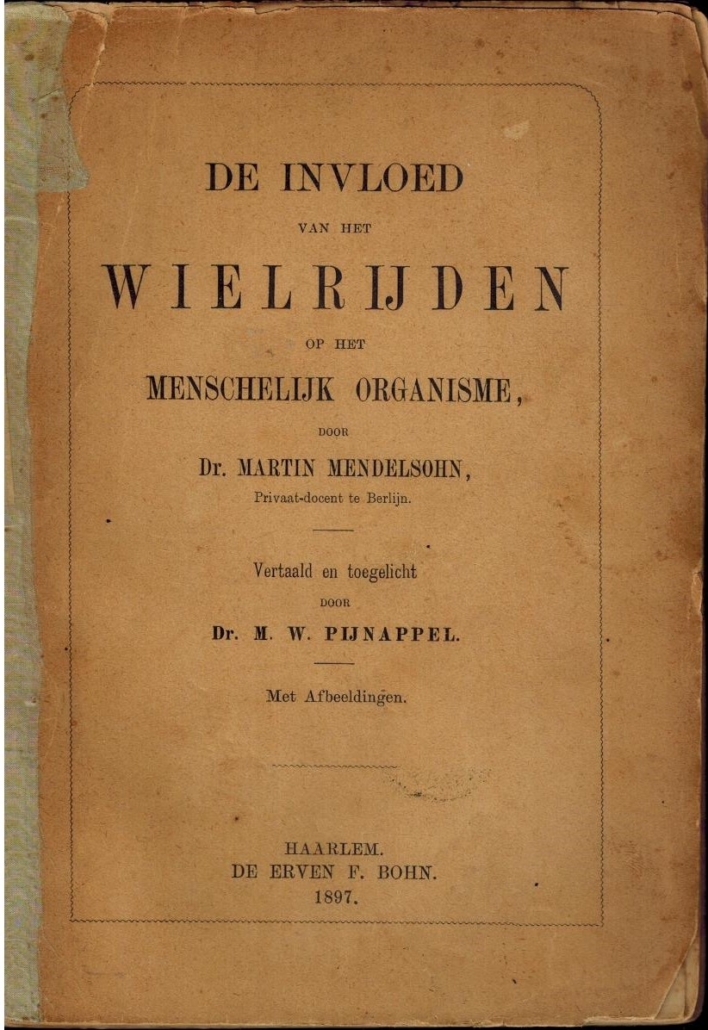 DE INVLOED
VAN HET
WIELRIJDEN
OP HET
MENSCHELIJK ORGANISME,
DOOR
Dr. MARTIN MENDELSOHN,
Privaat-docent te Berlijn.
Vertaald en toegelicht
DOOR
Dr. M. W. PIJNAPPEL.
Met Afbeeldingen.
HAARLEM.
DE ERVEN F. BOHN.
1897.